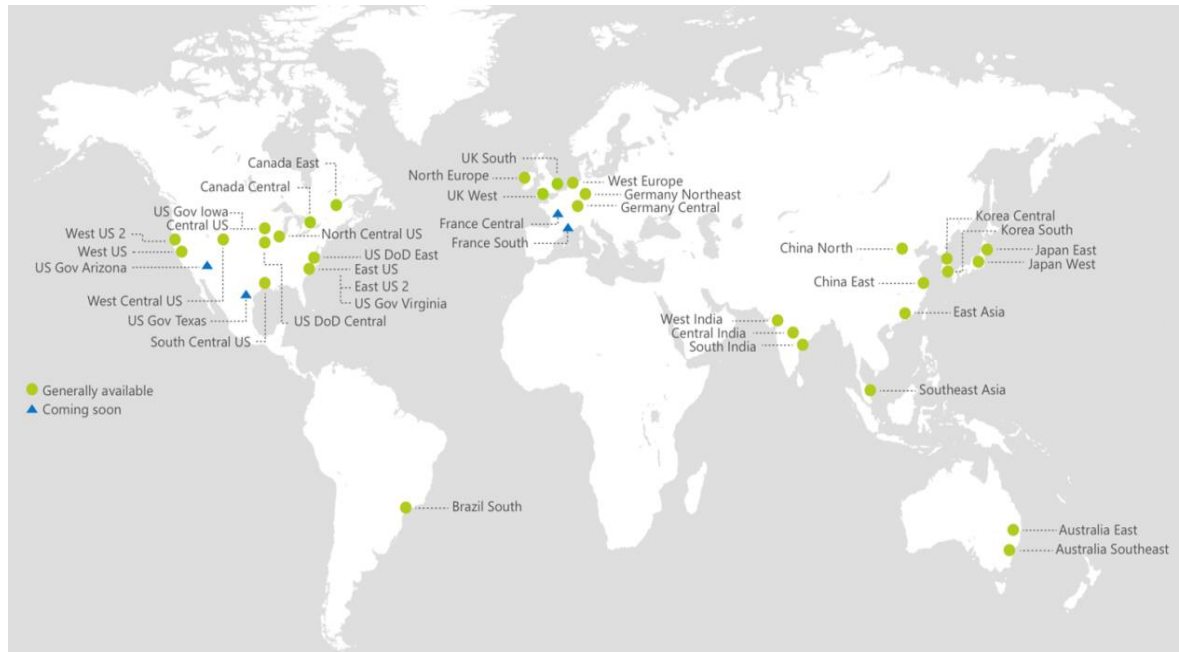 Canada East
Canada Central
US Gov Iowa
Central US
West US 2
West US
US Gov Arizona
West Central US
US Gov Texas
South Central US
North Central US
US DoD East
East US
East US 2
US Gov Virginia
US DoD Central
UK South
North Europe
UK West
West Europe
Germany Northeast
Germany Central
France Central
France South
Korea Central
Korea South
China North
Japan East
Japan West
China East
East Asia
West India
Central India
South India
Southeast Asia
Generally available
Coming soon
Brazil South
Australia East
Australia Southeast